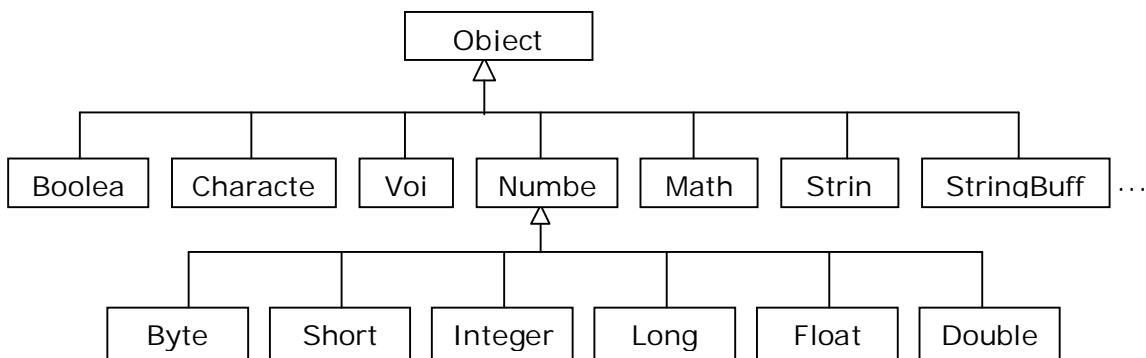 Object
Boolea Characte Voi Numbe Math Strin StringBuff ...
Byte Short Integer Long Float Double